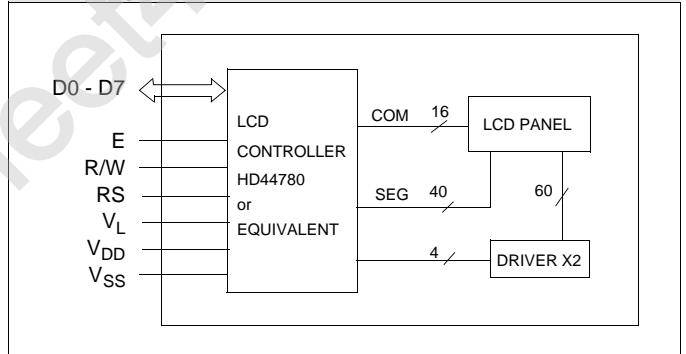 D0 - D7
E
R/W
RS
VL
VDD
VSS
LCD
CONTROLLER
HD44780
or
EQUIVALENT
COM 16
SEG 40
4
LCD PANEL
60
DRIVER X2